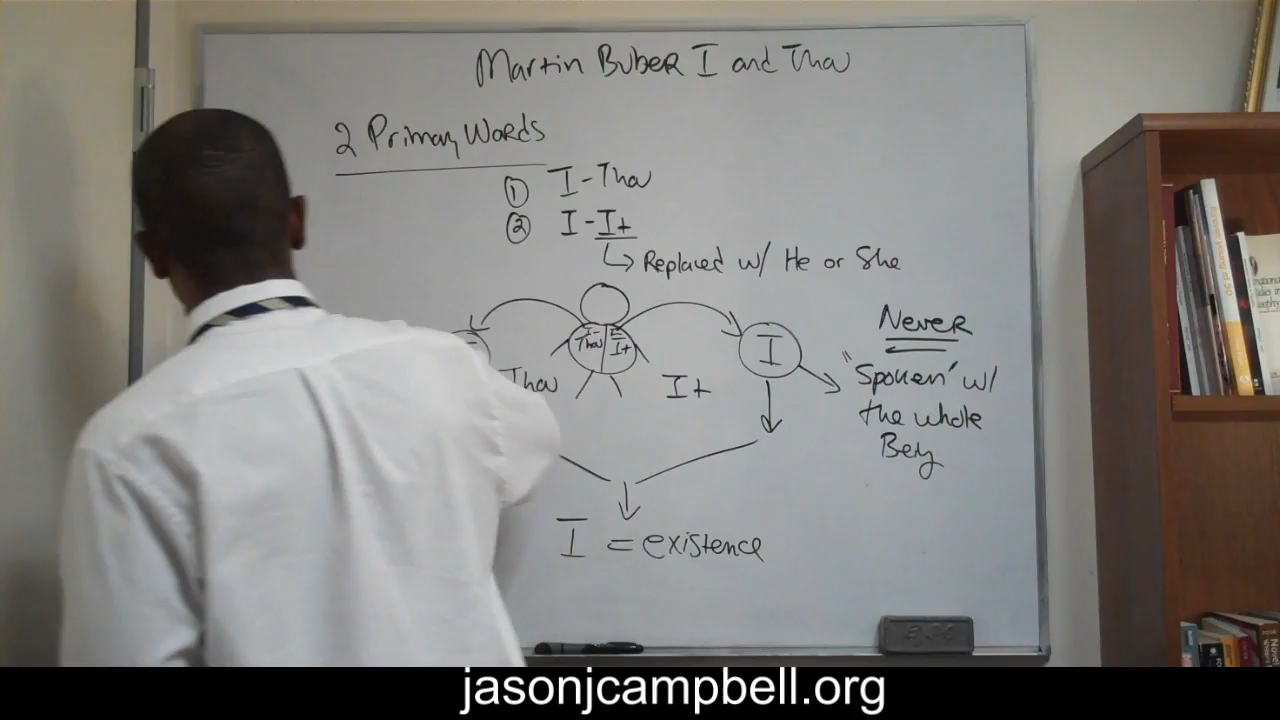 Martin Buber I and Thou
2 Primary Words
① I-Thou
② I-It
Replaced w/ He or She
I-
Thou
I-
It
I
Thou
It
Never
"Spoken" w/
the whole
Being
I = existence
jasonjcampbell.org